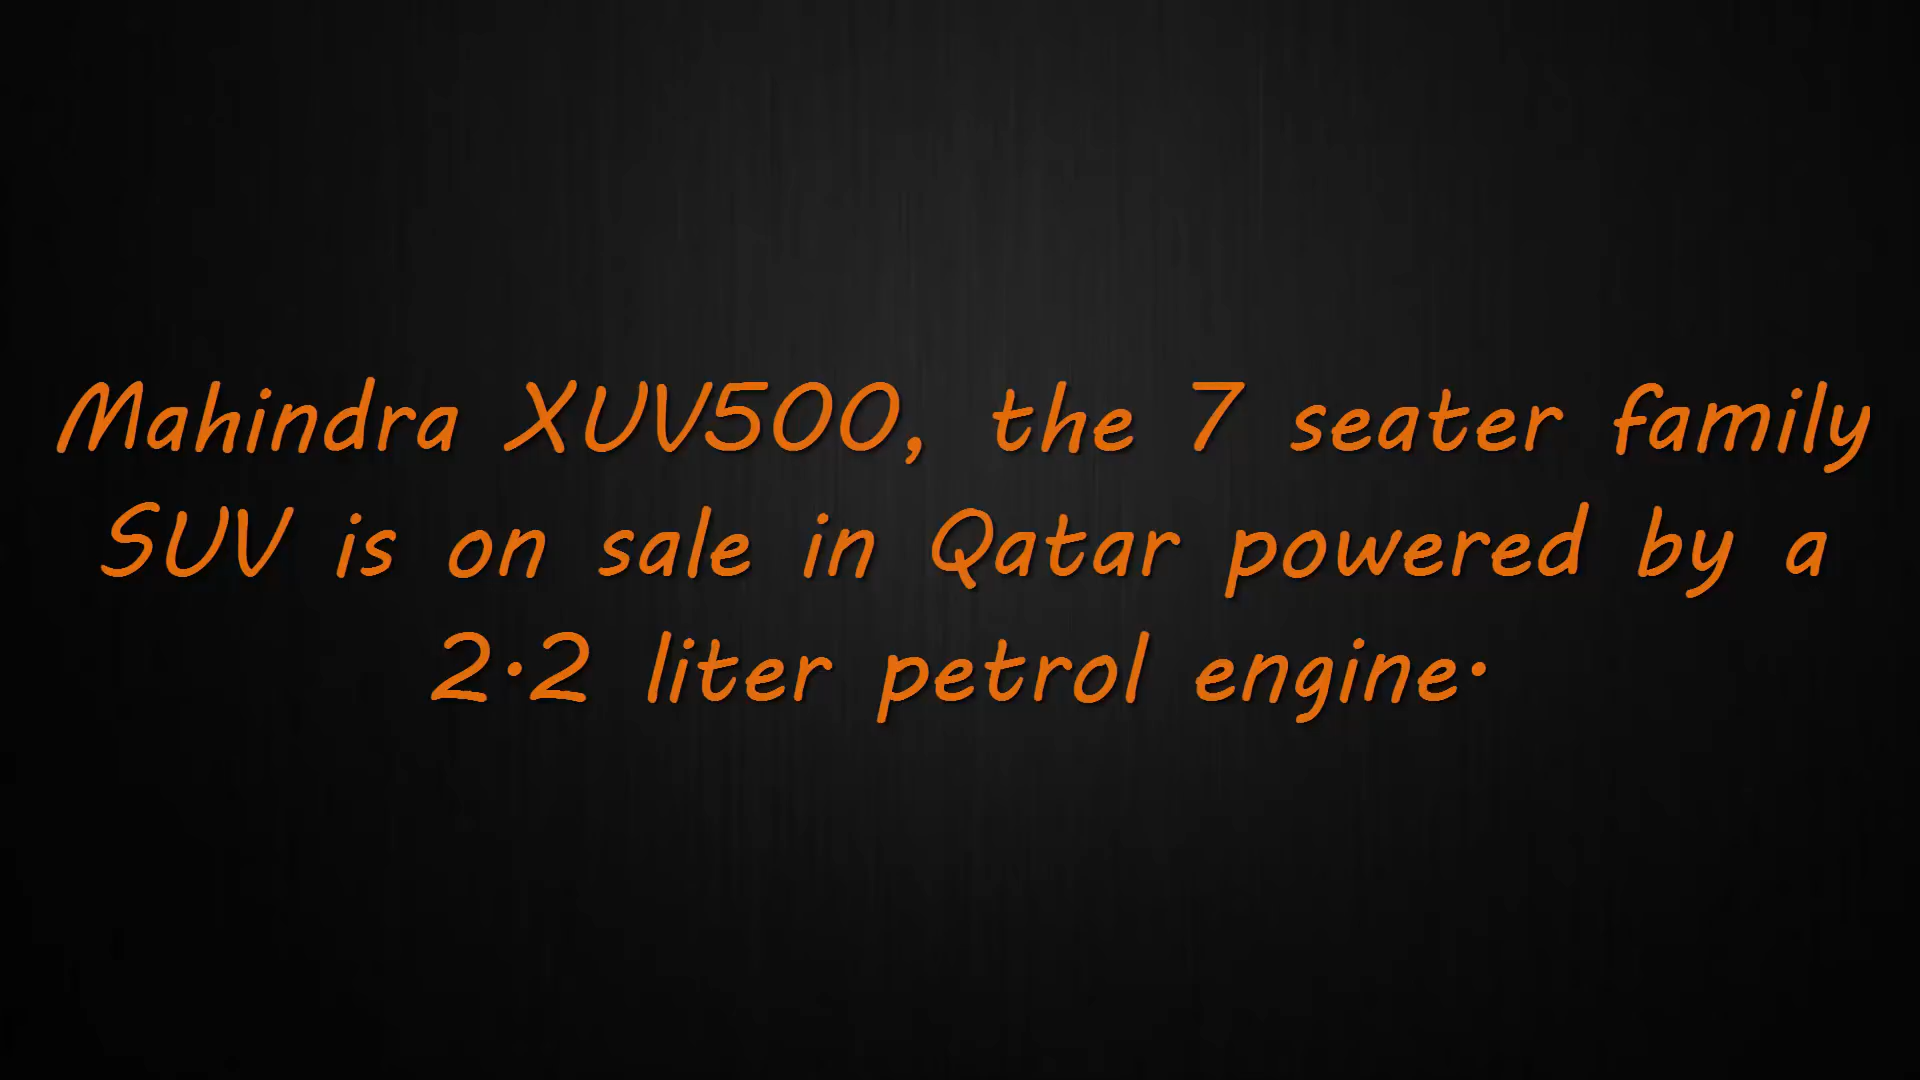 Mahindra XUV500, the 7 seater family
SUV is on sale in Qatar powered by a
2.2 liter petrol engine.